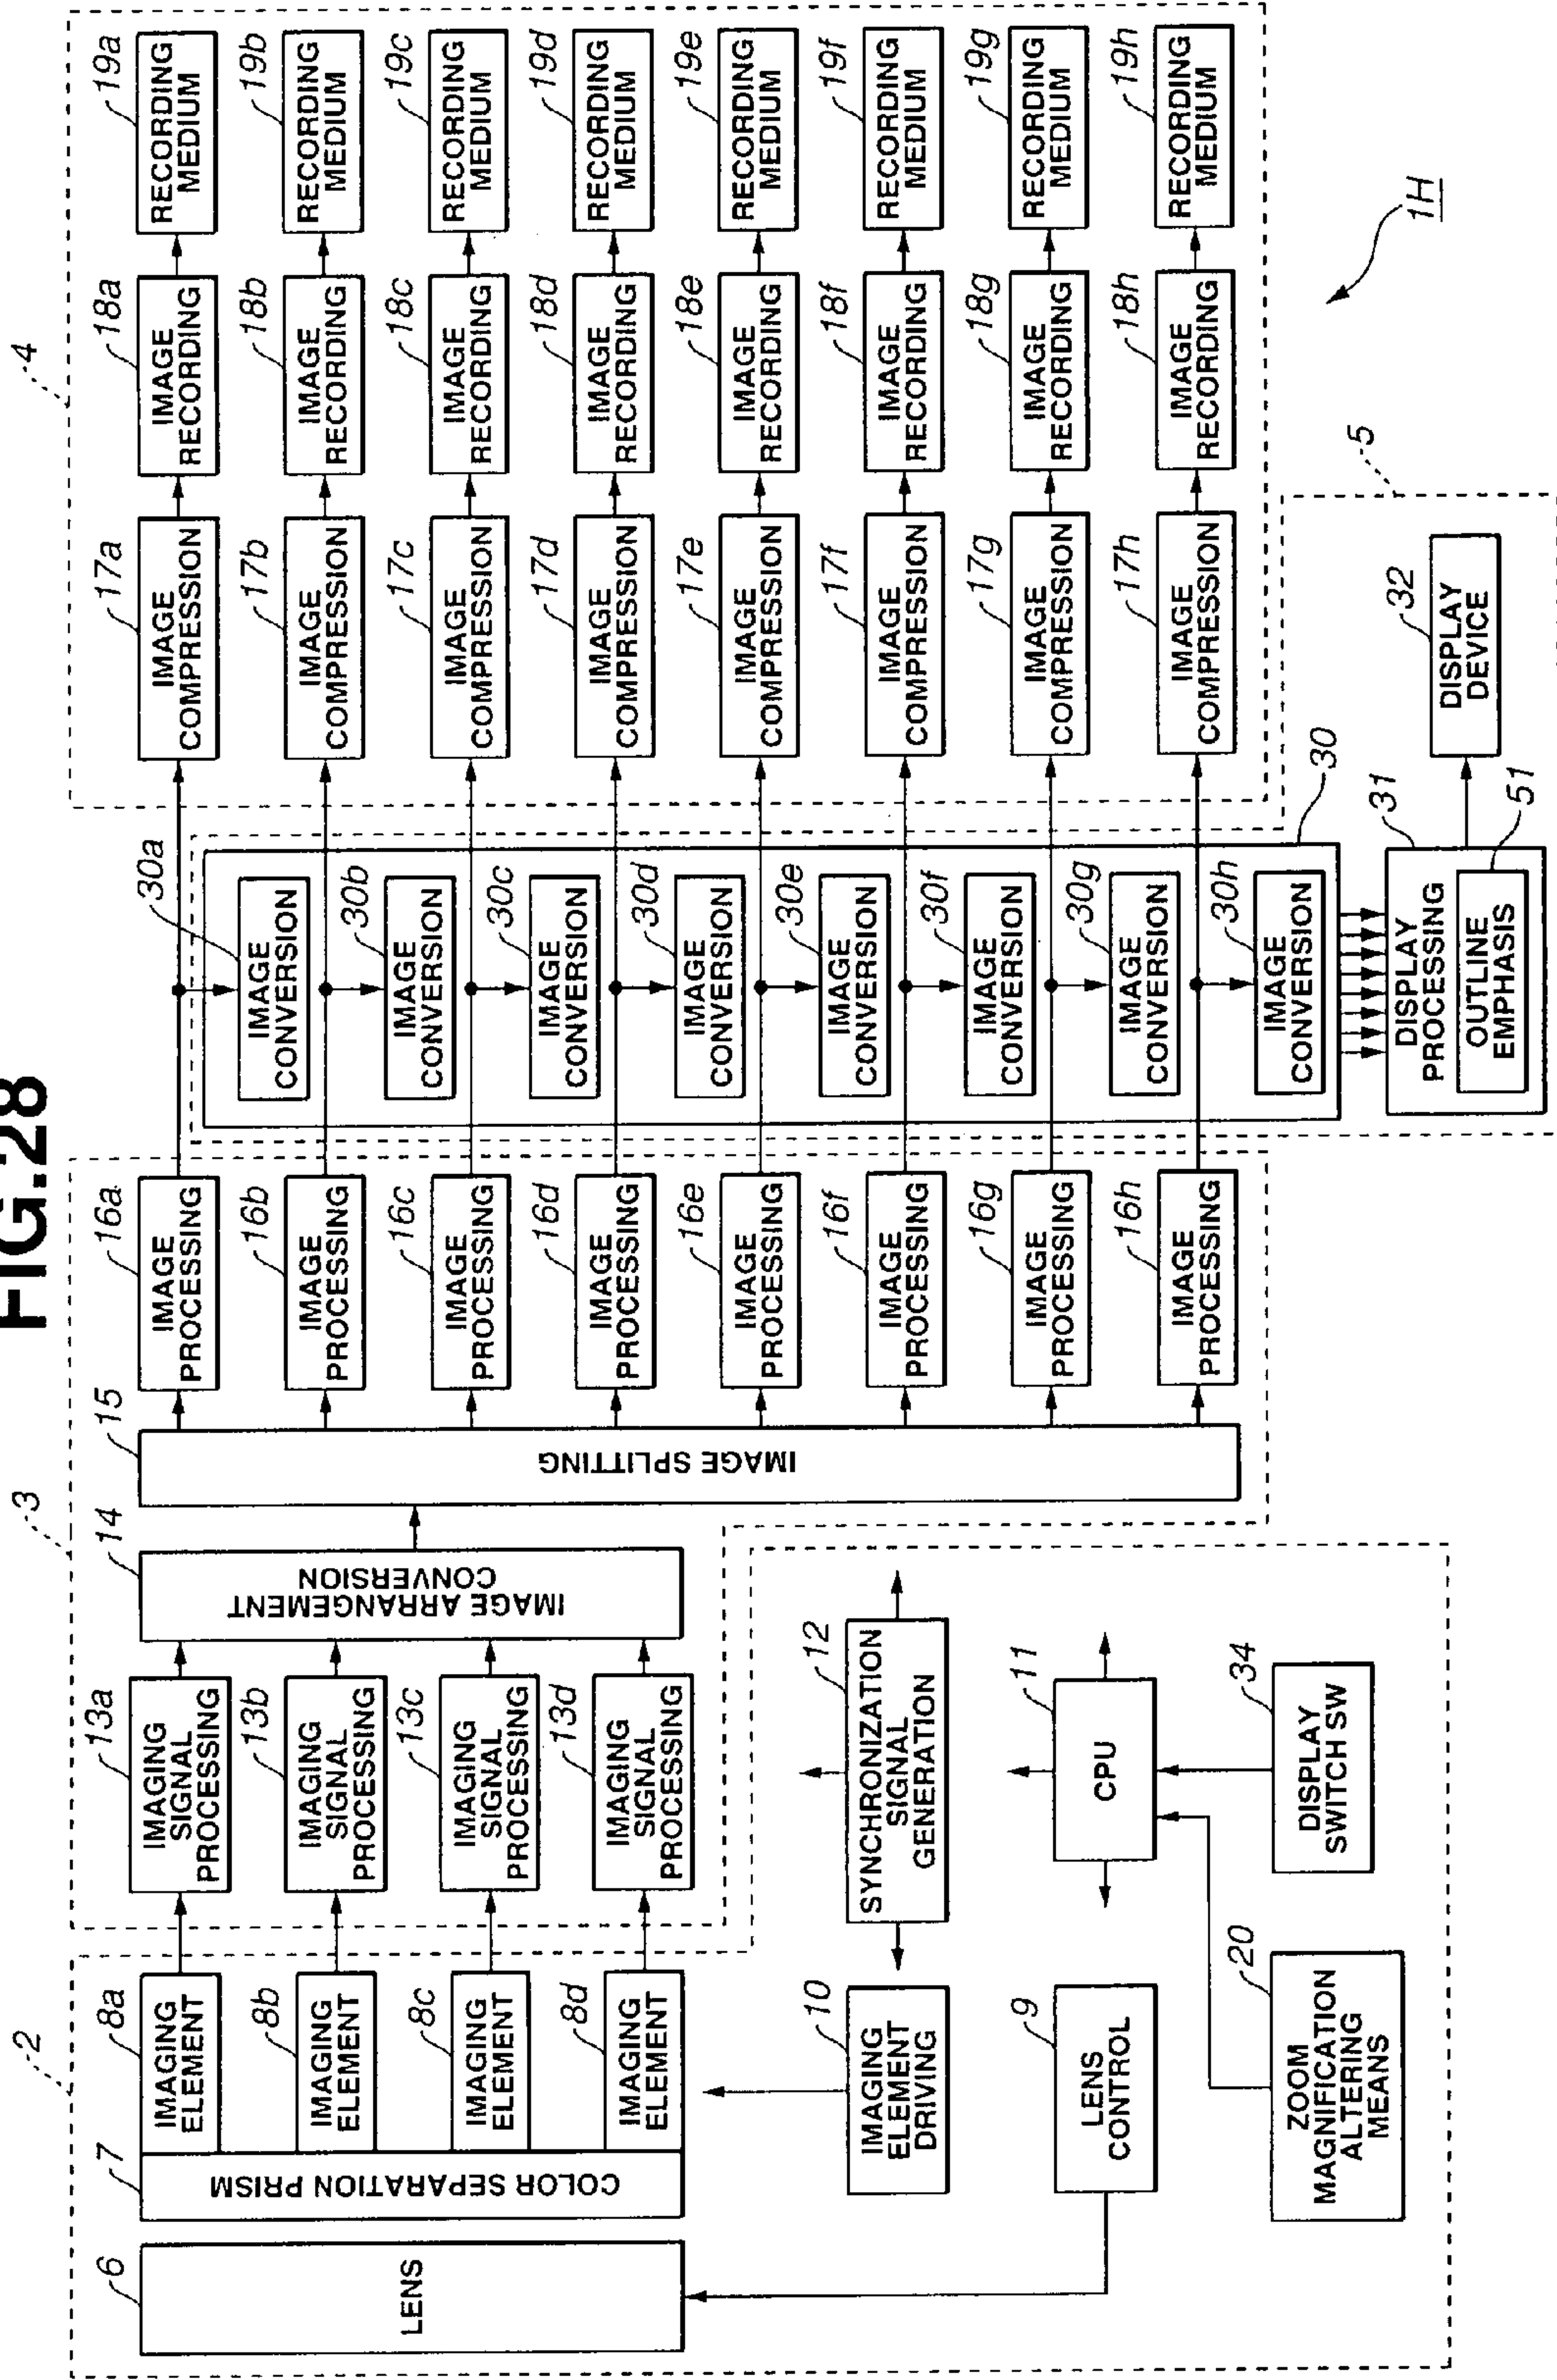 FIG.28
2
3
4
6
LENS
7
COLOR SEPARATION PRISM
8a
IMAGING
ELEMENT
8b
IMAGING
ELEMENT
8c
IMAGING
ELEMENT
8d
IMAGING
ELEMENT
13a
IMAGING
SIGNAL
PROCESSING
13b
IMAGING
SIGNAL
PROCESSING
13c
IMAGING
SIGNAL
PROCESSING
13d
IMAGING
SIGNAL
PROCESSING
14
IMAGE ARRANGEMENT
CONVERSION
15
IMAGE SPLITTING
16a
IMAGE
PROCESSING
16b
IMAGE
PROCESSING
16c
IMAGE
PROCESSING
16d
IMAGE
PROCESSING
16e
IMAGE
PROCESSING
16f
IMAGE
PROCESSING
16g
IMAGE
PROCESSING
16h
IMAGE
PROCESSING
30a
IMAGE
CONVERSION
30b
IMAGE
CONVERSION
30c
IMAGE
CONVERSION
30d
IMAGE
CONVERSION
30e
IMAGE
CONVERSION
30f
IMAGE
CONVERSION
30g
IMAGE
CONVERSION
30h
IMAGE
CONVERSION
30
17a
IMAGE
COMPRESSION
17b
IMAGE
COMPRESSION
17c
IMAGE
COMPRESSION
17d
IMAGE
COMPRESSION
17e
IMAGE
COMPRESSION
17f
IMAGE
COMPRESSION
17g
IMAGE
COMPRESSION
17h
IMAGE
COMPRESSION
18a
IMAGE
RECORDING
18b
IMAGE
RECORDING
18c
IMAGE
RECORDING
18d
IMAGE
RECORDING
18e
IMAGE
RECORDING
18f
IMAGE
RECORDING
18g
IMAGE
RECORDING
18h
IMAGE
RECORDING
19a
RECORDING
MEDIUM
19b
RECORDING
MEDIUM
19c
RECORDING
MEDIUM
19d
RECORDING
MEDIUM
19e
RECORDING
MEDIUM
19f
RECORDING
MEDIUM
19g
RECORDING
MEDIUM
19h
RECORDING
MEDIUM
10
IMAGING
ELEMENT
DRIVING
12
SYNCHRONIZATION
SIGNAL
GENERATION
9
LENS
CONTROL
11
CPU
20
ZOOM
MAGNIFICATION
ALTERING
MEANS
34
DISPLAY
SWITCH SW
31
DISPLAY
PROCESSING
51
OUTLINE
EMPHASIS
32
DISPLAY
DEVICE
5
1H